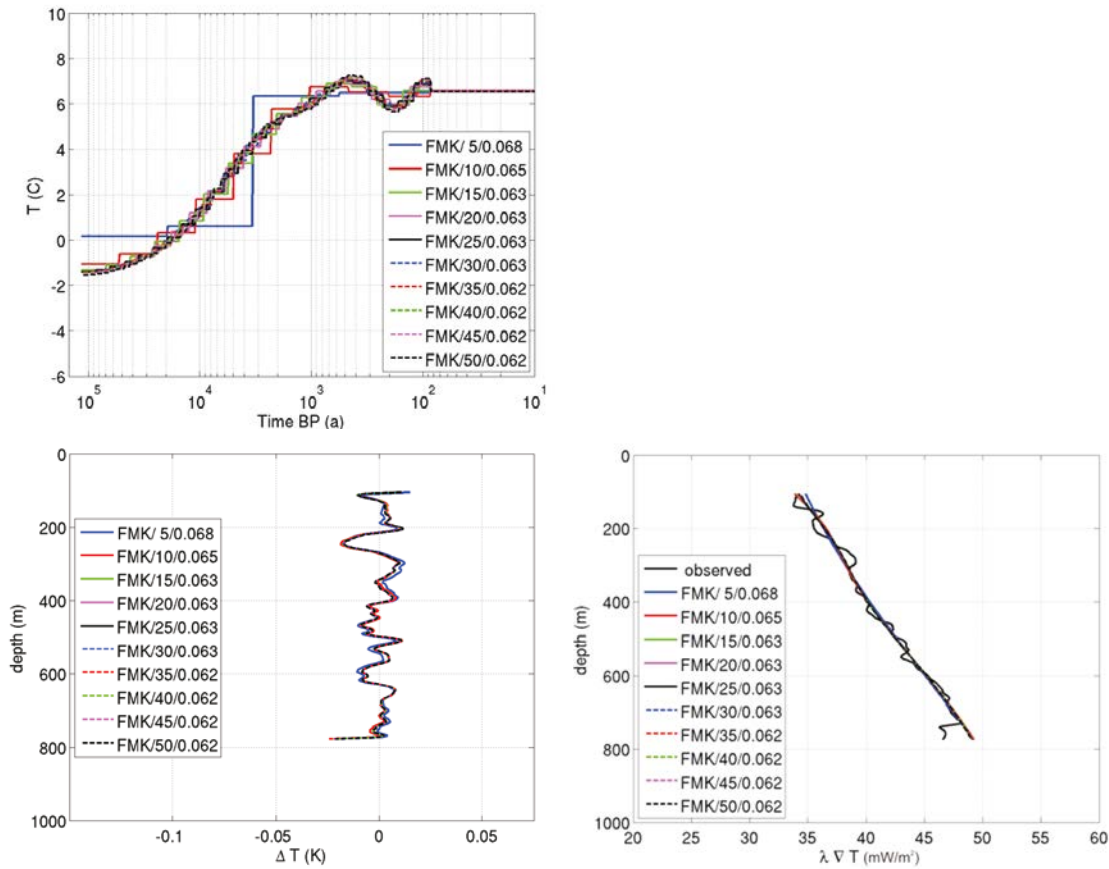 10
8
6
4
2
0
-2
-4
-6
T (C)
10^5
10^4
10^3
10^2
10^1
Time BP (a)
FMK/ 5/0.068
FMK/10/0.065
FMK/15/0.063
FMK/20/0.063
FMK/25/0.063
FMK/30/0.063
FMK/35/0.062
FMK/40/0.062
FMK/45/0.062
FMK/50/0.062
0
200
400
600
800
1000
depth (m)
-0.1
-0.05
0
0.05
Δ T (K)
FMK/ 5/0.068
FMK/10/0.065
FMK/15/0.063
FMK/20/0.063
FMK/25/0.063
FMK/30/0.063
FMK/35/0.062
FMK/40/0.062
FMK/45/0.062
FMK/50/0.062
0
200
400
600
800
1000
depth (m)
20
25
30
35
40
45
50
55
60
λ ∇ T (mW/m²)
observed
FMK/ 5/0.068
FMK/10/0.065
FMK/15/0.063
FMK/20/0.063
FMK/25/0.063
FMK/30/0.063
FMK/35/0.062
FMK/40/0.062
FMK/45/0.062
FMK/50/0.062